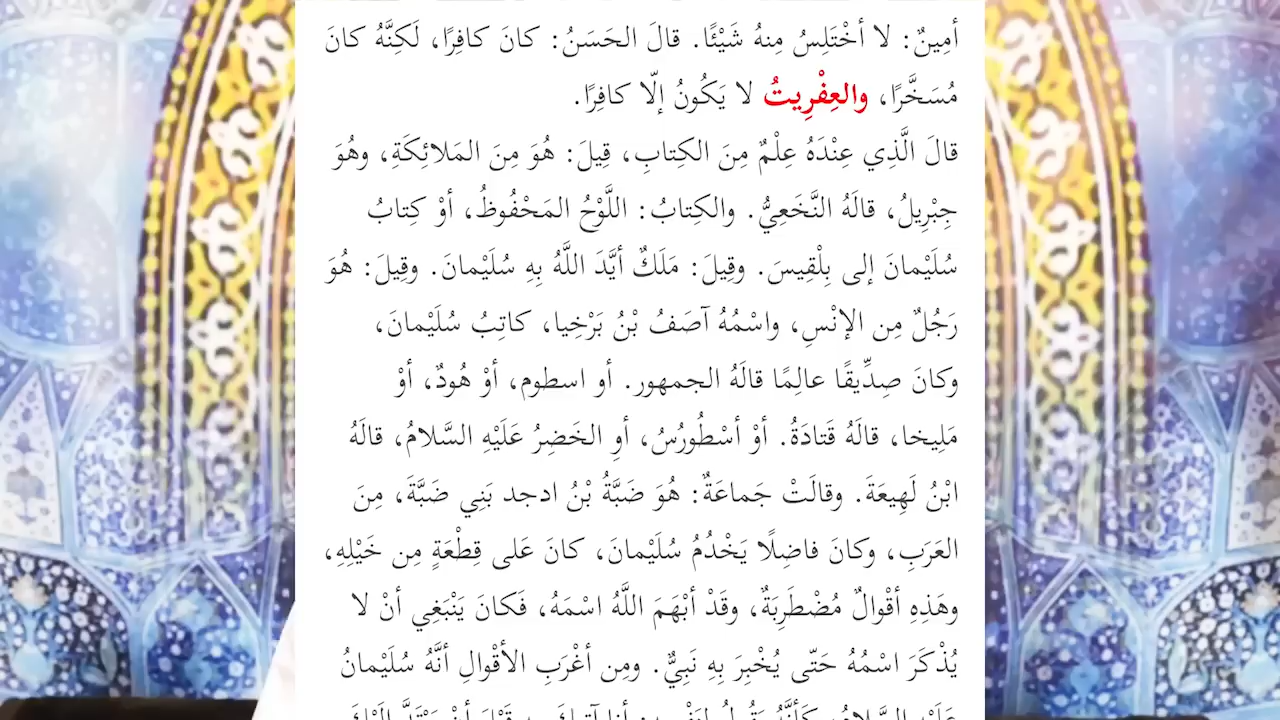 أمِينٌ: لا أخْتَلِسُ مِنهُ شَيْئًا. قالَ الحَسَنُ: كانَ كافِرًا، لَكِنَّهُ كانَ
مُسَخَّرًا، والعِفْرِيتُ لا يَكُونُ إلّا كافِرًا.
قالَ الَّذِي عِنْدَهُ عِلْمٌ مِنَ الكِتابِ، قِيلَ: هُوَ مِنَ المَلائِكَةِ، وهُوَ
جِبْرِيلُ، قالَهُ النَّخَعِيُّ. والكِتابُ: اللَّوْحُ المَحْفُوظُ، أوْ كِتابُ
سُلَيْمانَ إلى بِلْقِيسَ. وقِيلَ: مَلَكٌ أيَّدَ اللَّهُ بِهِ سُلَيْمانَ. وقِيلَ: هُوَ
رَجُلٌ مِن الإنْسِ، واسْمُهُ آصَفُ بْنُ بَرْخِيا، كاتِبُ سُلَيْمانَ،
وكانَ صِدِّيقًا عالِمًا قالَهُ الجمهور. أو اسطوم، أوْ هُودٌ، أوْ
مَلِيخا، قالَهُ قَتادَةُ. أوْ أسْطُورُسُ، أوِ الخَضِرُ عَلَيْهِ السَّلامُ، قالَهُ
ابْنُ لَهِيعَةَ. وقالَتْ جَماعَةٌ: هُوَ ضَبَّةُ بْنُ ادجد بَنِي ضَبَّةَ، مِنَ
العَرَبِ، وكانَ فاضِلًا يَخْدُمُ سُلَيْمانَ، كانَ عَلى قِطْعَةٍ مِن خَيْلِهِ،
وهَذِهِ أقْوالٌ مُضْطَرِبَةٌ، وقَدْ أبْهَمَ اللَّهُ اسْمَهُ، فَكانَ يَنْبَغِي أنْ لا
يُذْكَرَ اسْمُهُ حَتّى يُخْبِرَ بِهِ نَبِيٌّ. ومِن أغْرَبِ الأقْوالِ أنَّهُ سُلَيْمانُ